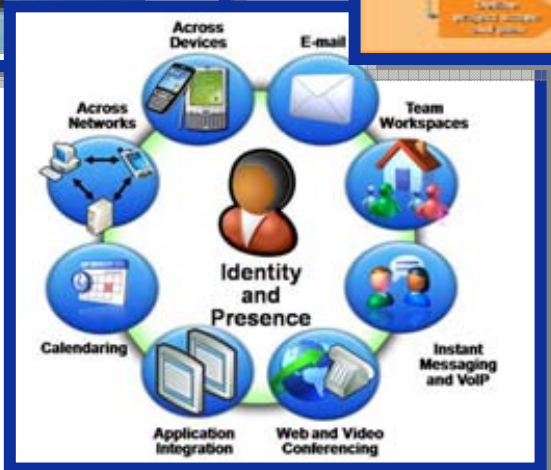 Across
Devices
E-mail
Team
Workspaces
Across
Networks
Identity
and
Presence
Calendaring
Instant
Messaging
and VoIP
Application
Integration
Web and Video
Conferencing